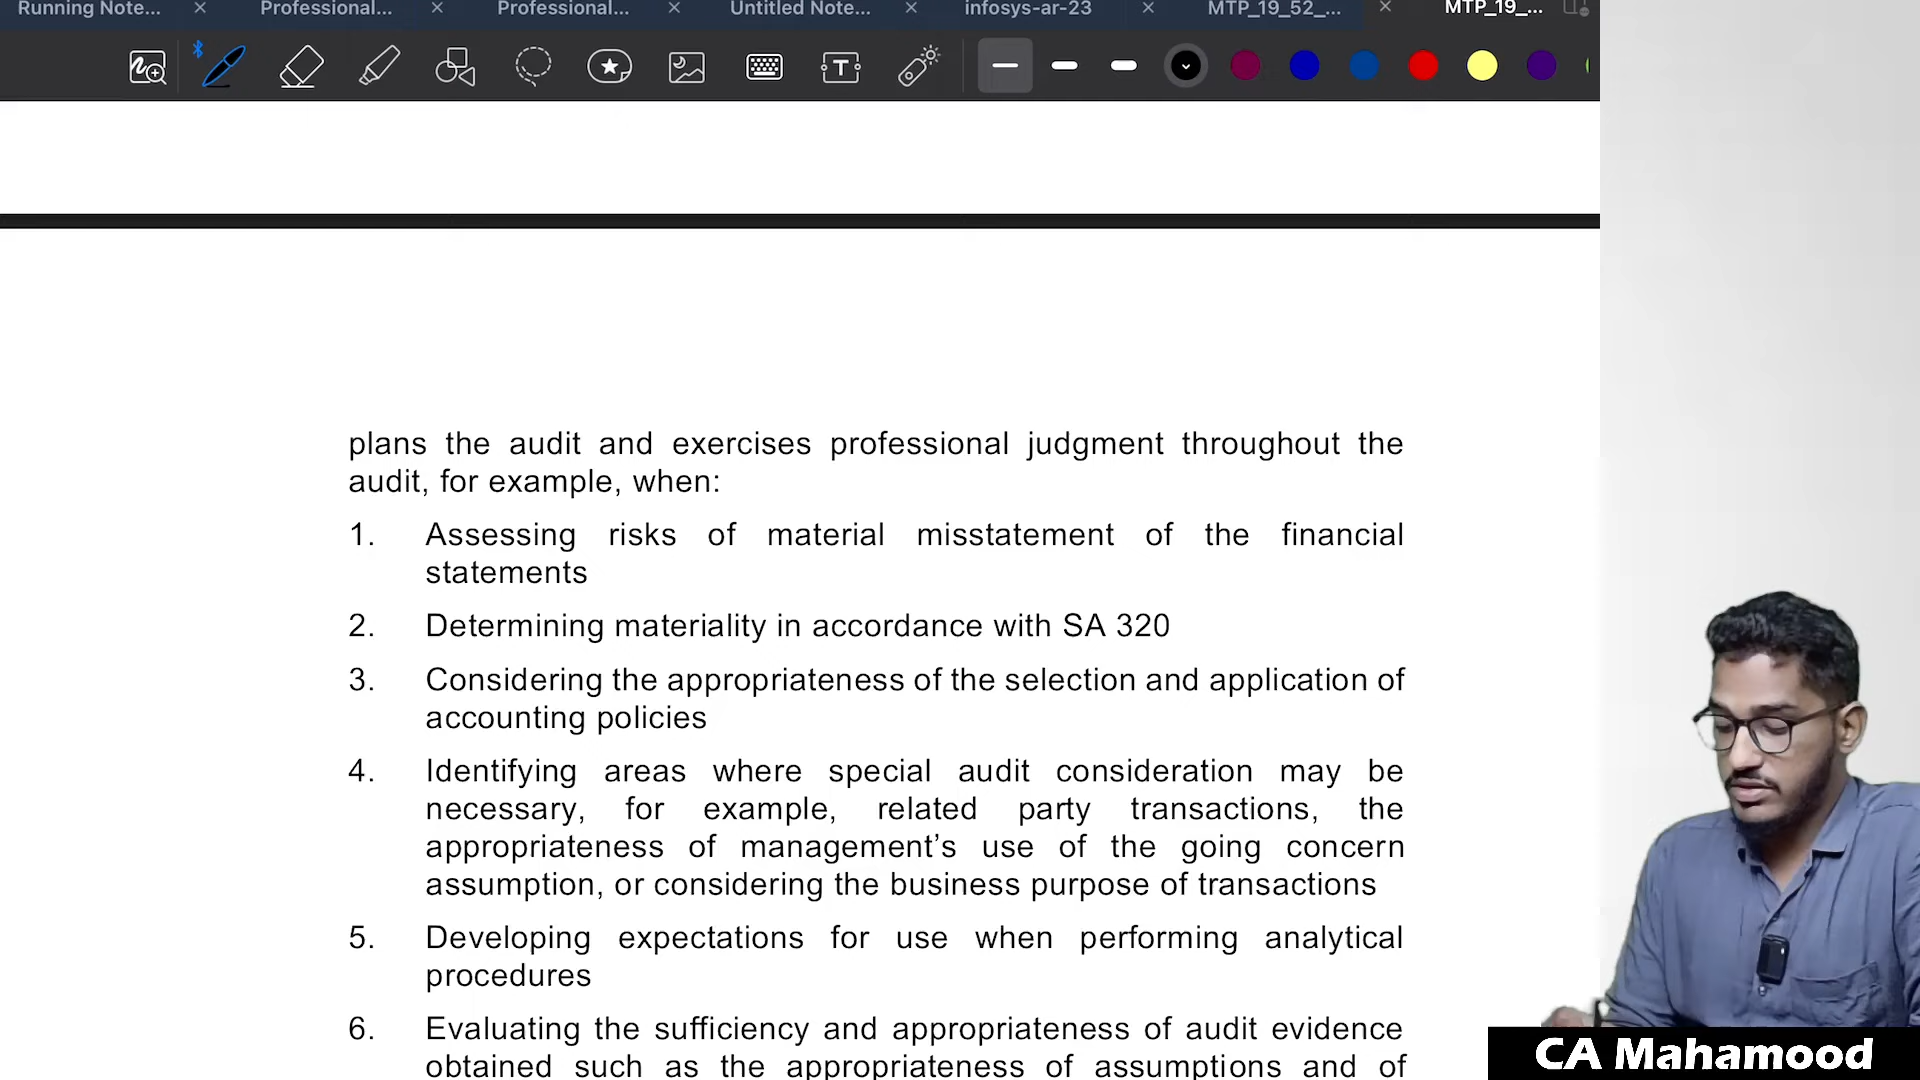 Running Note... Professional... Professional... Untitled Note... infosys-ar-23 MTP_19_52_... MTP_19_...
T
plans the audit and exercises professional judgment throughout the
audit, for example, when:
1. Assessing risks of material misstatement of the financial
statements
2. Determining materiality in accordance with SA 320
3. Considering the appropriateness of the selection and application of
accounting policies
4. Identifying areas where special audit consideration may be
necessary, for example, related party transactions, the
appropriateness of management’s use of the going concern
assumption, or considering the business purpose of transactions
5. Developing expectations for use when performing analytical
procedures
6. Evaluating the sufficiency and appropriateness of audit evidence
obtained such as the appropriateness of assumptions and of
CA Mahamood